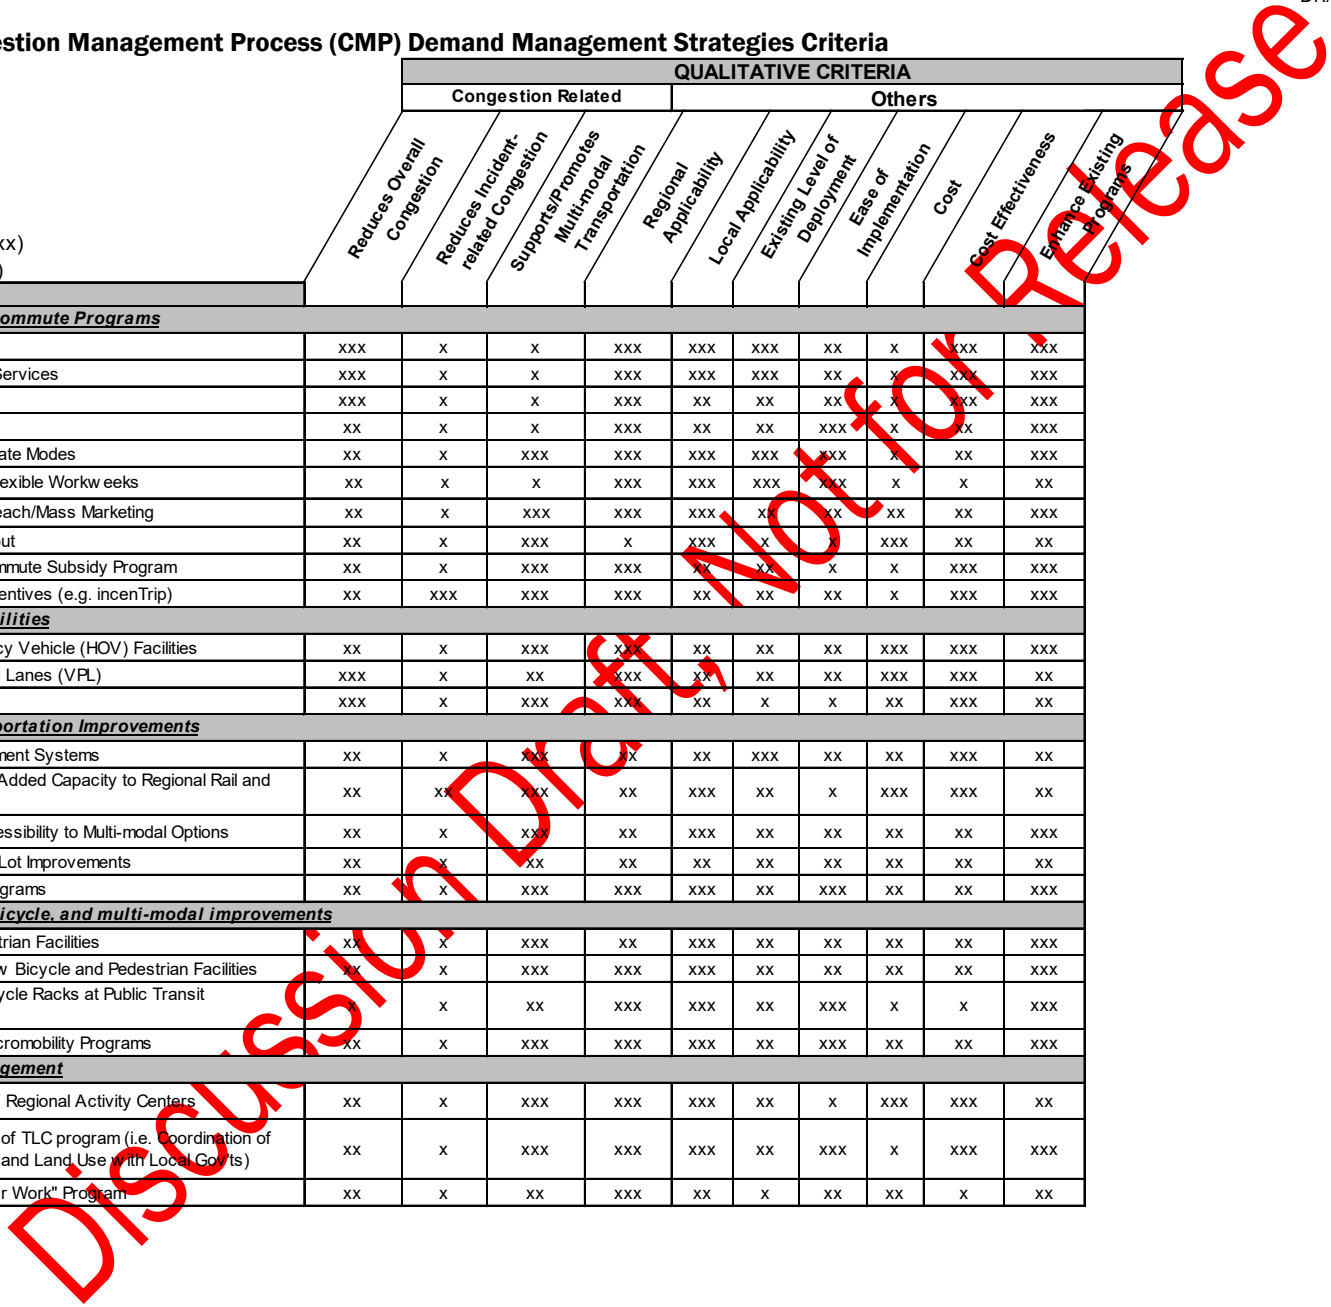 DRA
estion Management Process (CMP) Demand Management Strategies Criteria
QUALITATIVE CRITERIA
Congestion Related Others
Reduces Overall Congestion
Reduces Incident-related Congestion
Supports/Promotes Multi-modal Transportation
Regional Applicability
Local Applicability
Existing Level of Deployment
Ease of Implementation
Cost
Cost Effectiveness
Enhance Existing Programs
xx)
)
ommute Programs
xxx x x xxx xxx xxx xx x xxx xxx
Services xxx x x xxx xxx xxx xx x xxx xxx
xxx x x xxx xx xx xx x xxx xxx
xx x x xxx xx xx xxx x xx xxx
ate Modes xx x xxx xxx xxx xxx xxx x xx xxx
exible Workweeks xx x x xxx xxx xxx xxx x x xx
each/Mass Marketing xx x xxx xxx xxx xx xx xx xx xxx
out xx x xxx x xxx x x xxx xx xx
mmute Subsidy Program xx x xxx xxx xx xx x x xxx xxx
entives (e.g. incenTrip) xx xxx xxx xxx xx xx xx x xxx xxx
ilities
cy Vehicle (HOV) Facilities xx x xxx xxx xx xx xx xxx xxx xxx
l Lanes (VPL) xxx x xx xxx xx xx xx xxx xxx xx
xxx x xxx xxx xx x x xx xxx xx
portation Improvements
ment Systems xx x xxx xx xx xxx xx xx xxx xx
Added Capacity to Regional Rail and xx xx xxx xx xxx xx x xxx xxx xx
essibility to Multi-modal Options xx x xxx xx xxx xx xx xx xx xxx
Lot Improvements xx x xx xx xx xx xx xx xx xx
grams xx x xxx xxx xxx xx xxx xx xx xxx
icycle, and multi-modal improvements
trian Facilities xx x xxx xx xxx xx xx xx xx xxx
w Bicycle and Pedestrian Facilities xx x xxx xxx xxx xx xx xx xx xxx
ycle Racks at Public Transit x x xx xxx xxx xx xxx x x xxx
cromobility Programs xx x xxx xxx xxx xx xxx xx xx xxx
gement
Regional Activity Centers xx x xxx xxx xxx xx x xxx xxx xx
of TLC program (i.e. Coordination of
and Land Use with Local Gov'ts) xx x xxx xxx xxx xx xxx x xxx xxx
r Work" Program xx x xx xxx xx x xx xx x xx
Discussion Draft, Not for Release